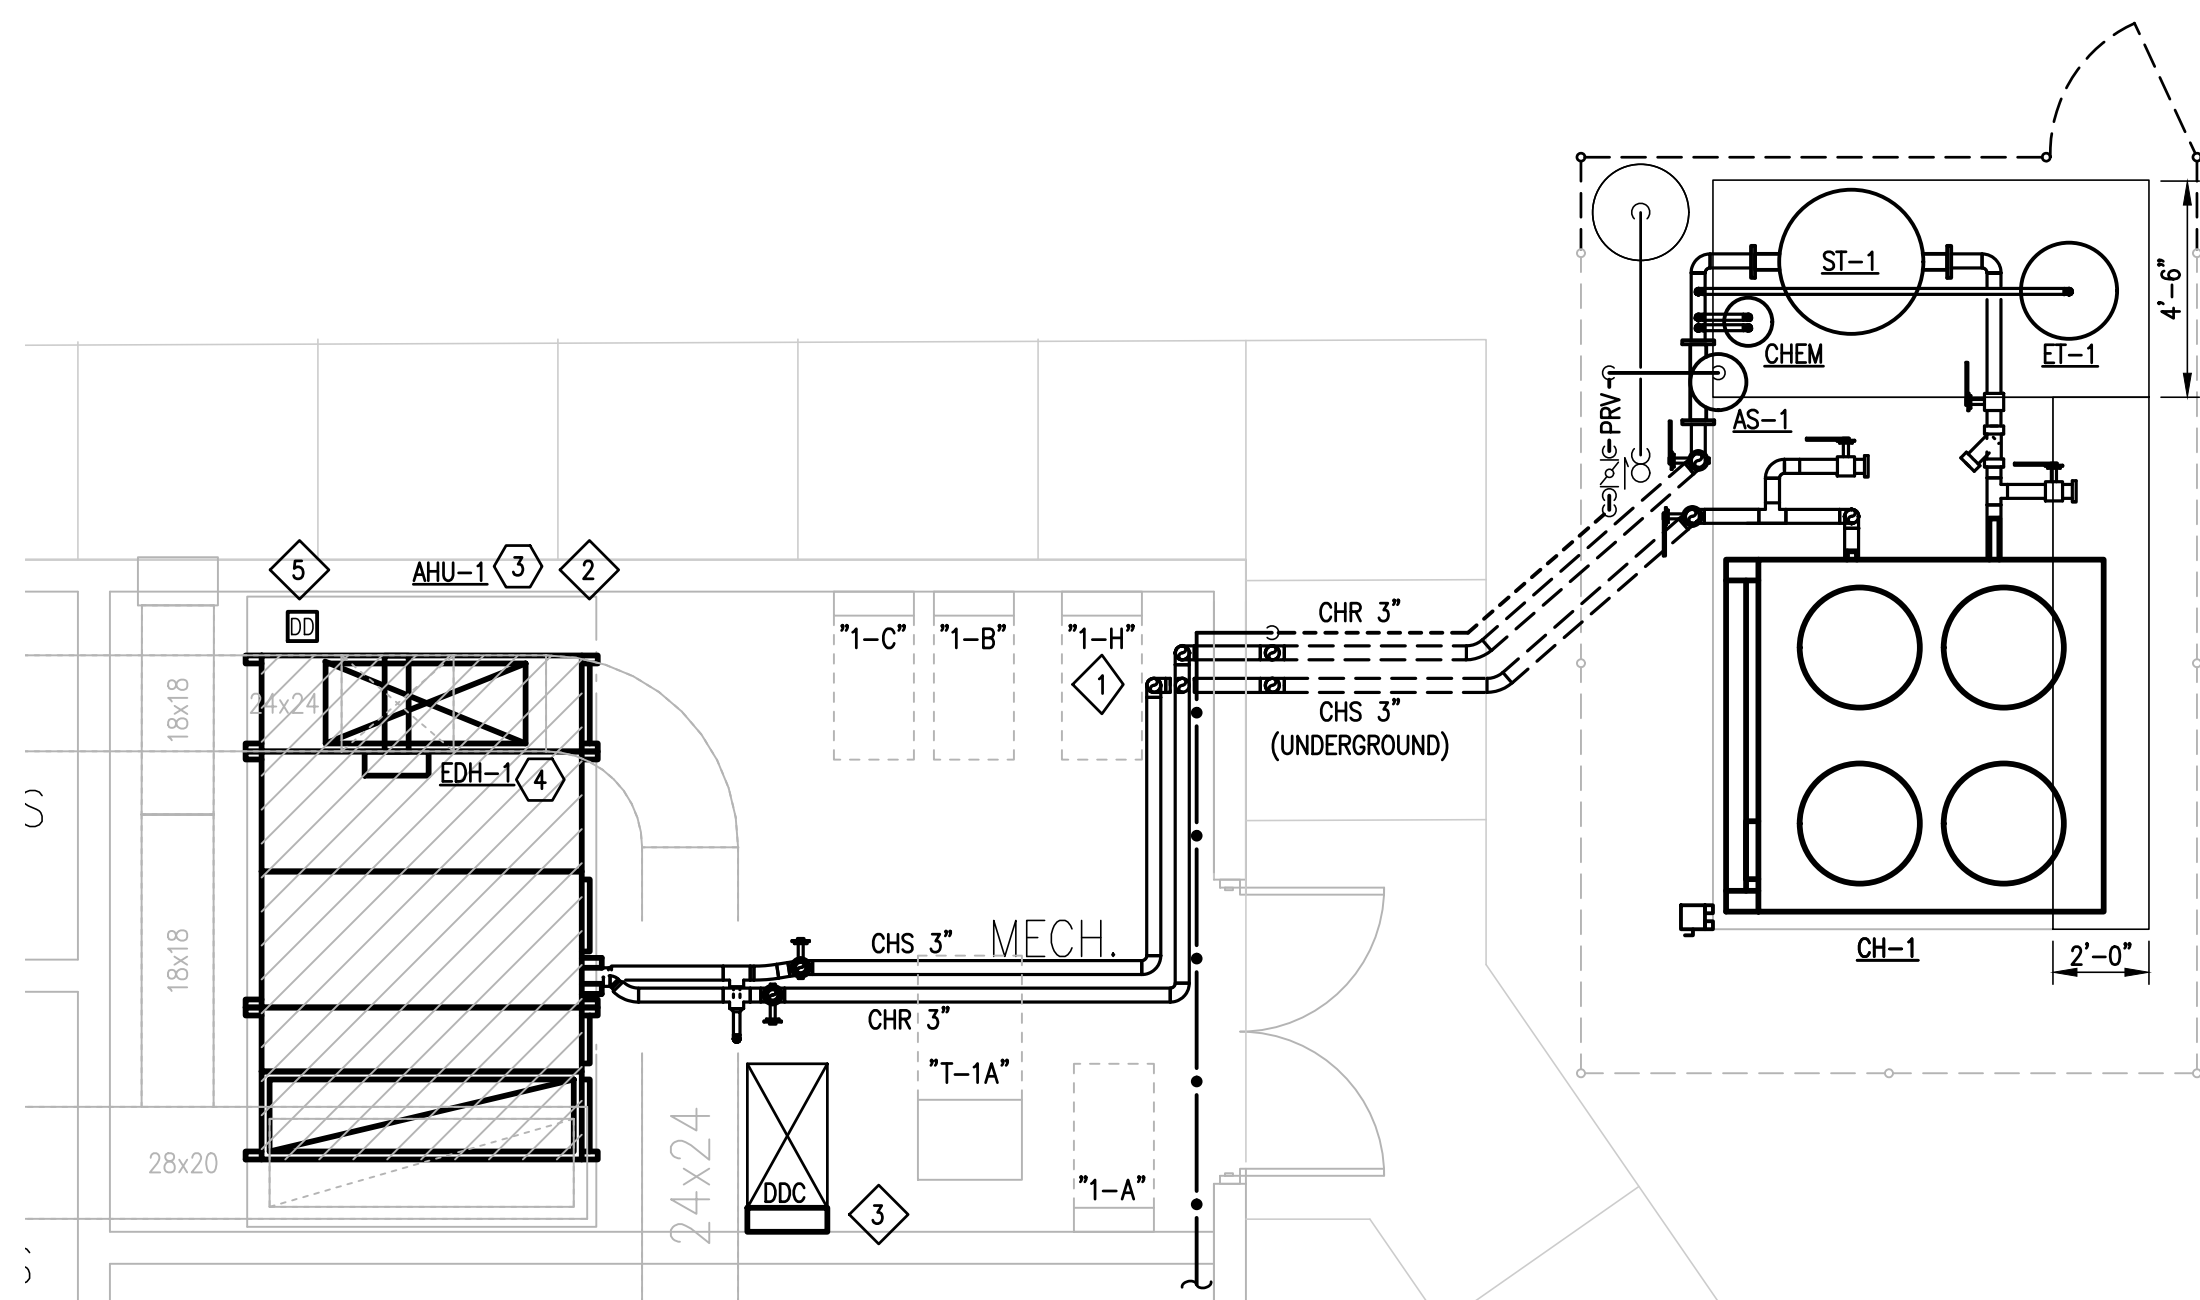 ST-1
4'-6"
CHEM
ET-1
PRV
AS-1
5
AHU-1
3
2
DD
"1-C"
"1-B"
"1-H"
CHR 3"
1
CHS 3"
(UNDERGROUND)
18x18
24x24
EDH-1
4
S
18x18
CHS 3"
MECH.
CHR 3"
CH-1
2'-0"
"T-1A"
24x24
28x20
DDC
3
"1-A"